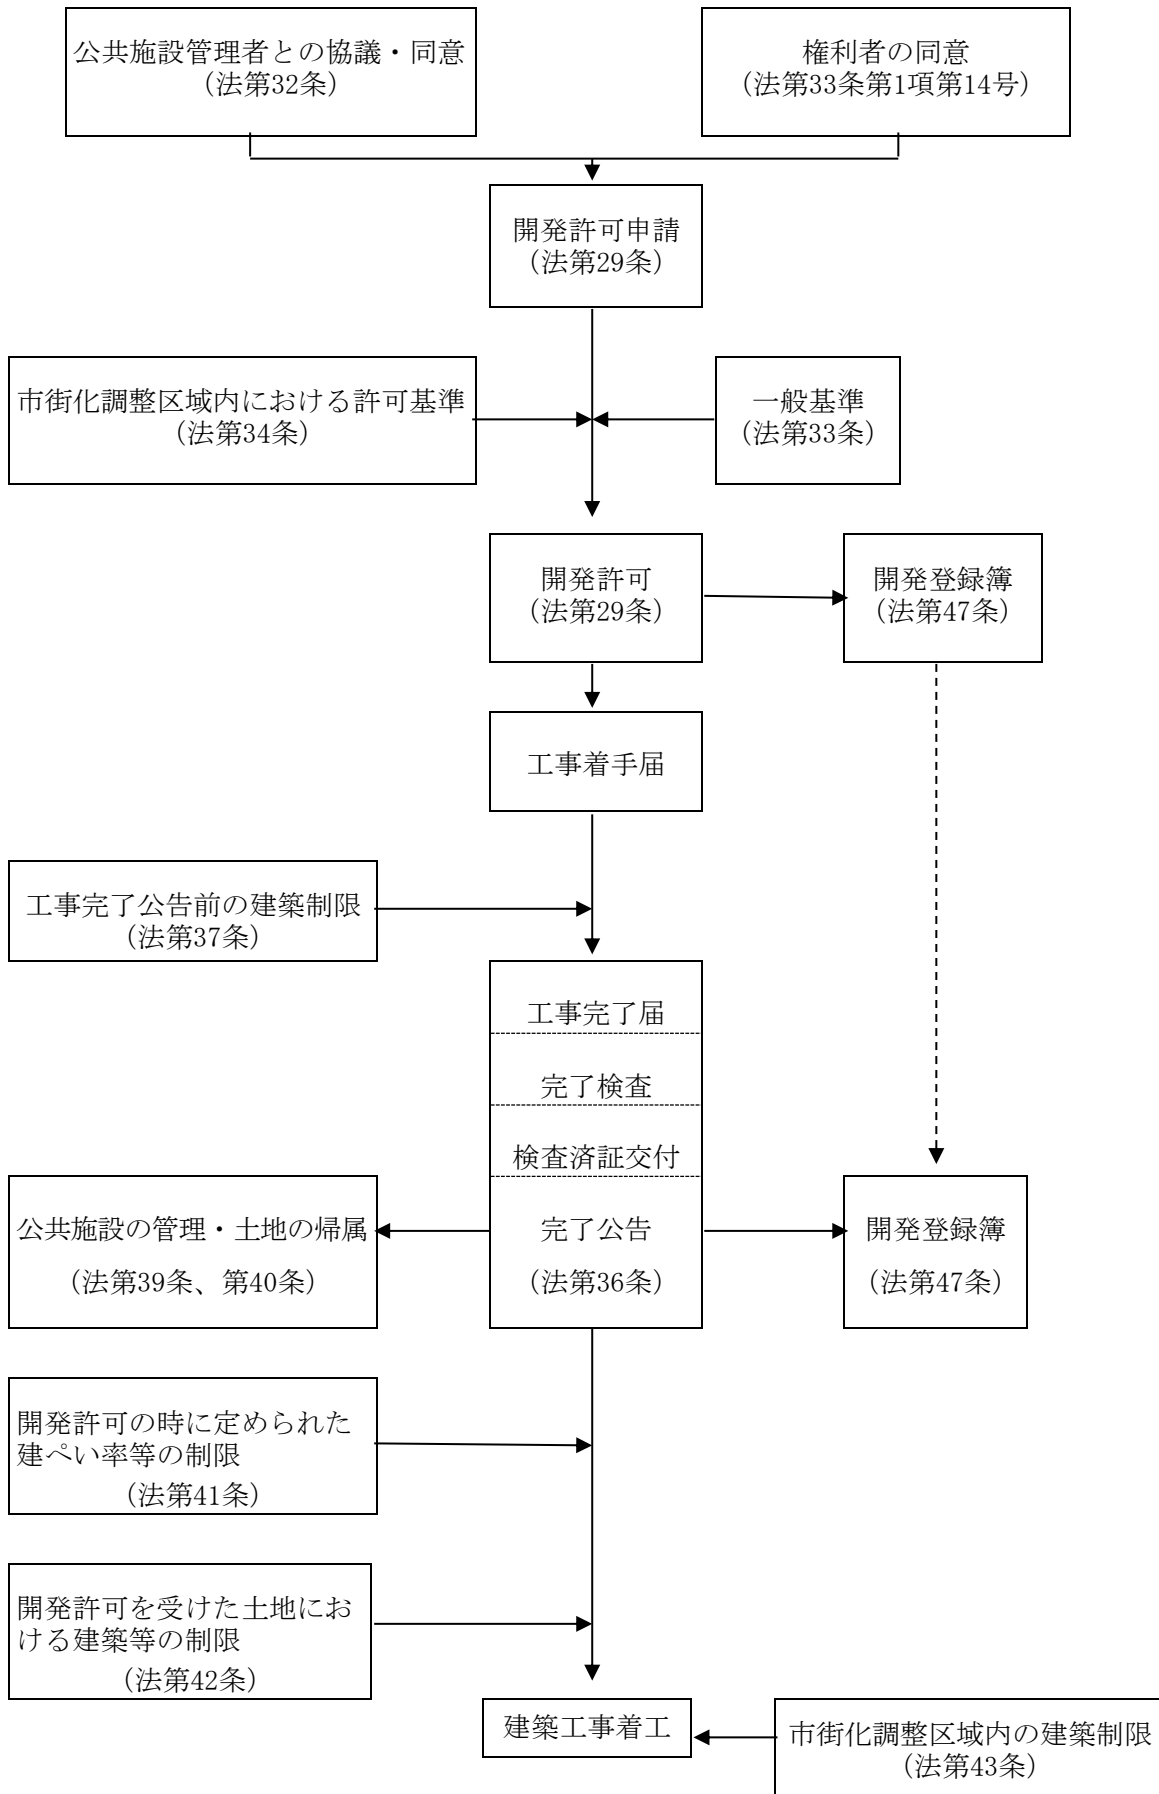 公共施設管理者との協議・同意
（法第32条）
権利者の同意
（法第33条第1項第14号）
開発許可申請
（法第29条）
市街化調整区域内における許可基準
（法第34条）
一般基準
（法第33条）
開発許可
（法第29条）
開発登録簿
（法第47条）
工事着手届
工事完了公告前の建築制限
（法第37条）
工事完了届
完了検査
検査済証交付
公共施設の管理・土地の帰属
（法第39条、第40条）
完了公告
（法第36条）
開発登録簿
（法第47条）
開発許可の時に定められた
建ぺい率等の制限
（法第41条）
開発許可を受けた土地にお
ける建築等の制限
（法第42条）
建築工事着工
市街化調整区域内の建築制限
（法第43条）